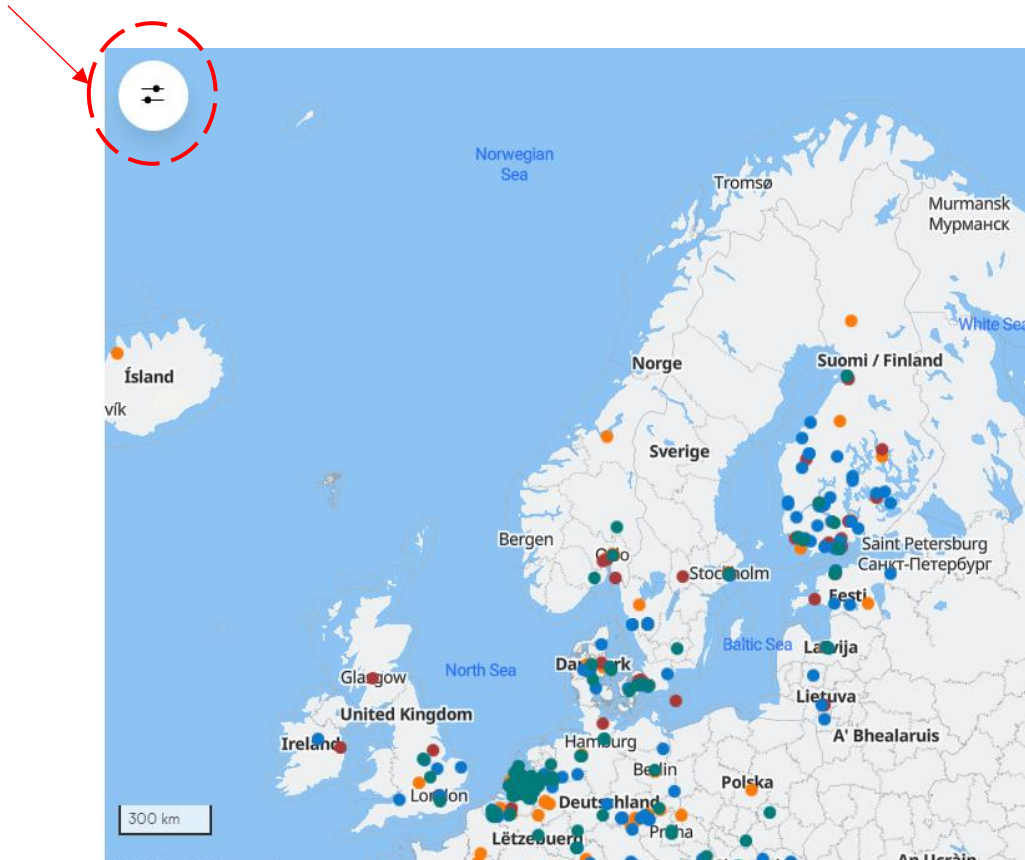 Norwegian
Sea
Tromsø
Murmansk
Мурманск
White Sea
Ísland
vík
Norge
Suomi / Finland
Sverige
Bergen
Oslo
Stockholm
Saint Petersburg
Санкт-Петербург
Eesti
Baltic Sea
Latvija
Danmark
North Sea
Glasgow
Lietuva
United Kingdom
Ireland
A' Bhealaruis
Hamburg
Berlin
Polska
London
Deutschland
300 km
Praha
Lëtzebuerg
An Ucràin